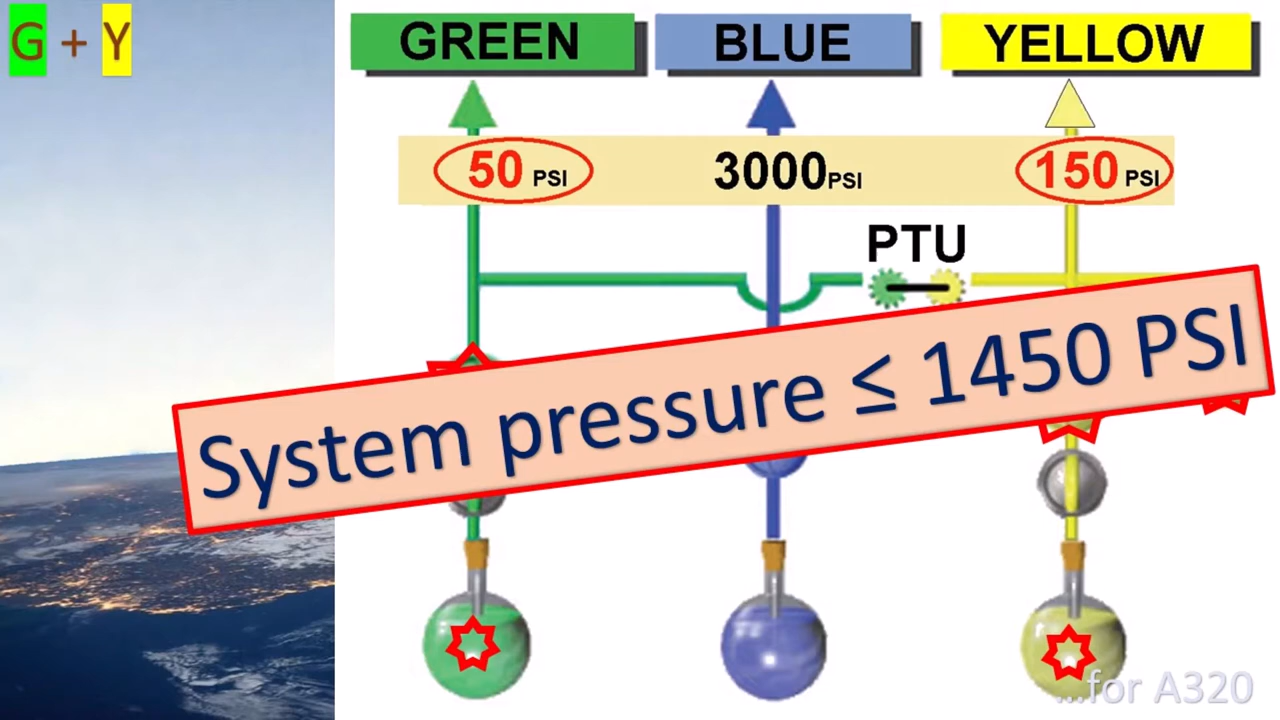 G + Y
GREEN BLUE YELLOW
50 PSI 3000PSI 150 PSI
PTU
System pressure ≤ 1450 PSI
...for A320